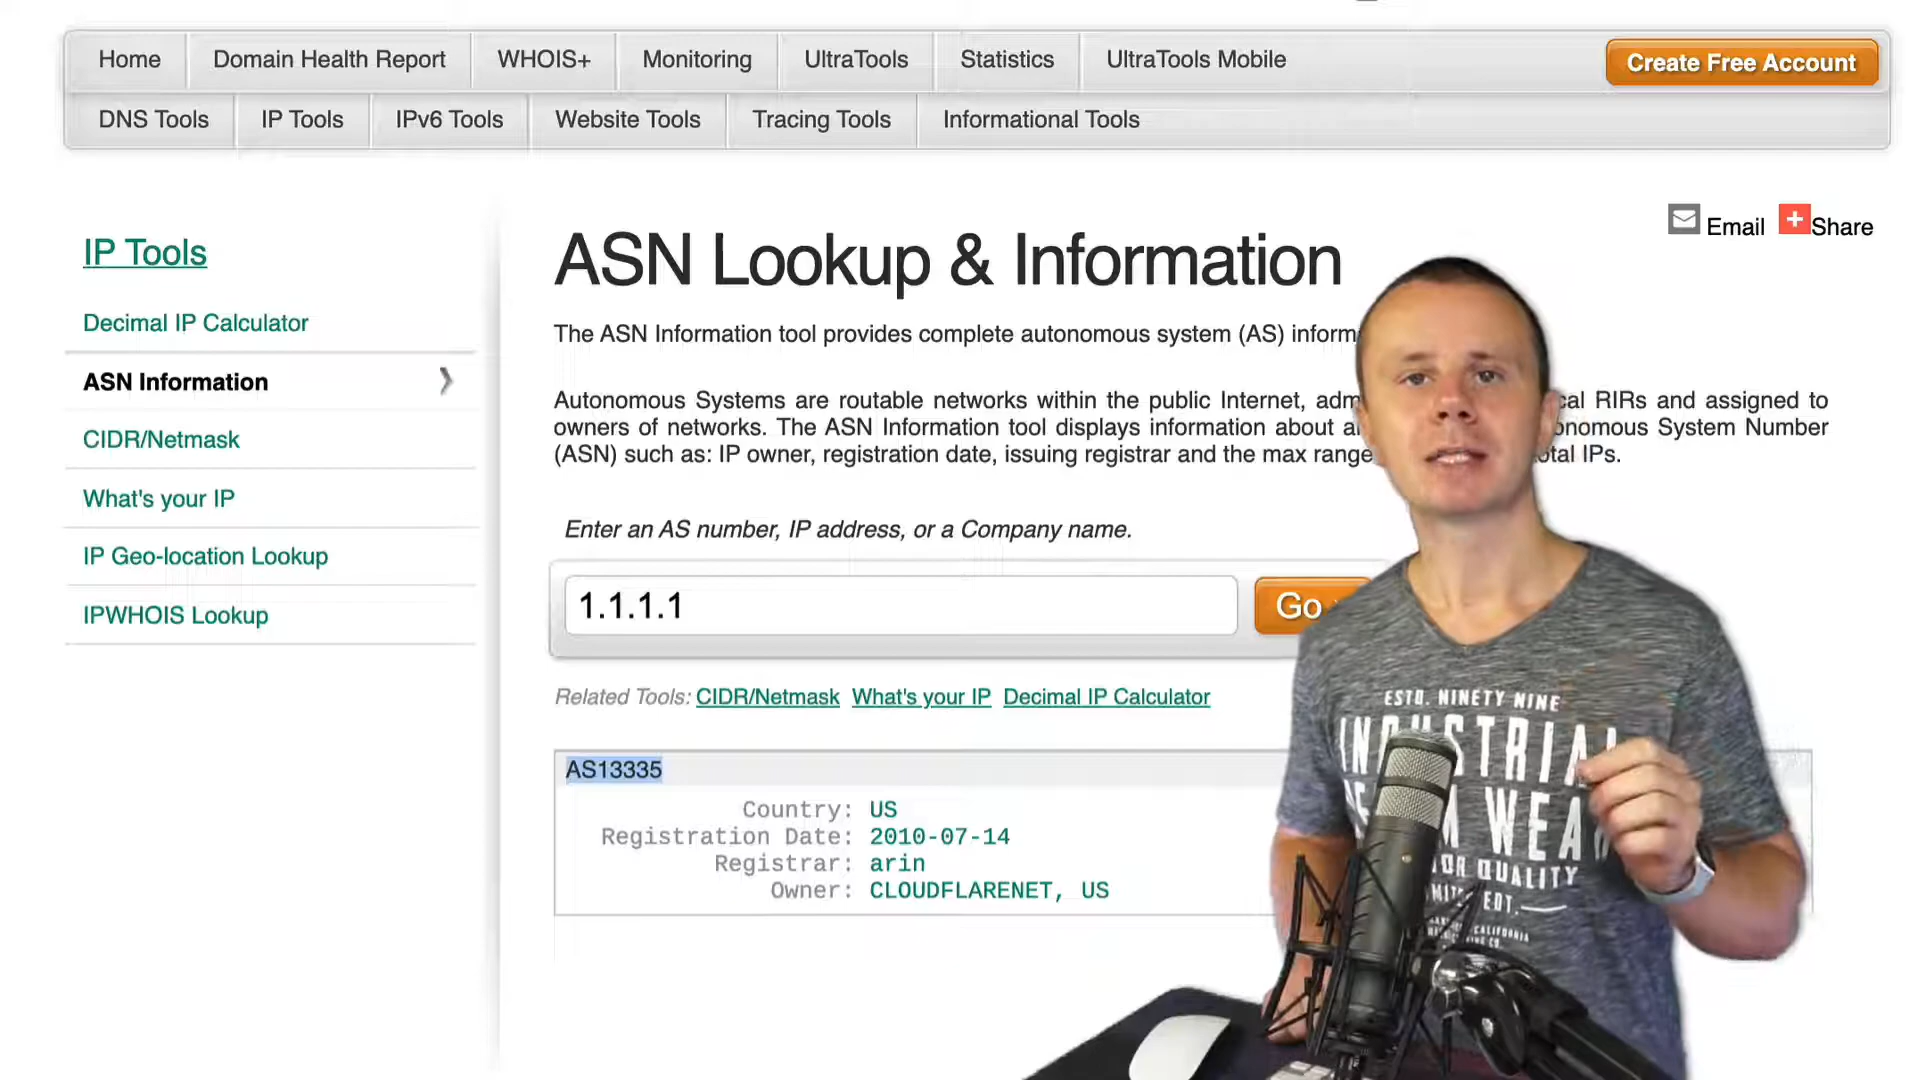 Home Domain Health Report WHOIS+ Monitoring UltraTools Statistics UltraTools Mobile Create Free Account
DNS Tools IP Tools IPv6 Tools Website Tools Tracing Tools Informational Tools
Email Share
IP Tools
Decimal IP Calculator
ASN Information
CIDR/Netmask
What's your IP
IP Geo-location Lookup
IPWHOIS Lookup
ASN Lookup & Information
The ASN Information tool provides complete autonomous system (AS)
Autonomous Systems are routable networks within the public Internet, RIRs and assigned to
owners of networks. The ASN Information tool displays information about System Number
(ASN) such as: IP owner, registration date, issuing registrar and the max range IPs.
Enter an AS number, IP address, or a Company name.
1.1.1.1 Go
Related Tools: CIDR/Netmask What's your IP Decimal IP Calculator
AS13335
Country: US
Registration Date: 2010-07-14
Registrar: arin
Owner: CLOUDFLARENET, US
ESTD. NINETY NINE
QUALITY
CALIFORNIA